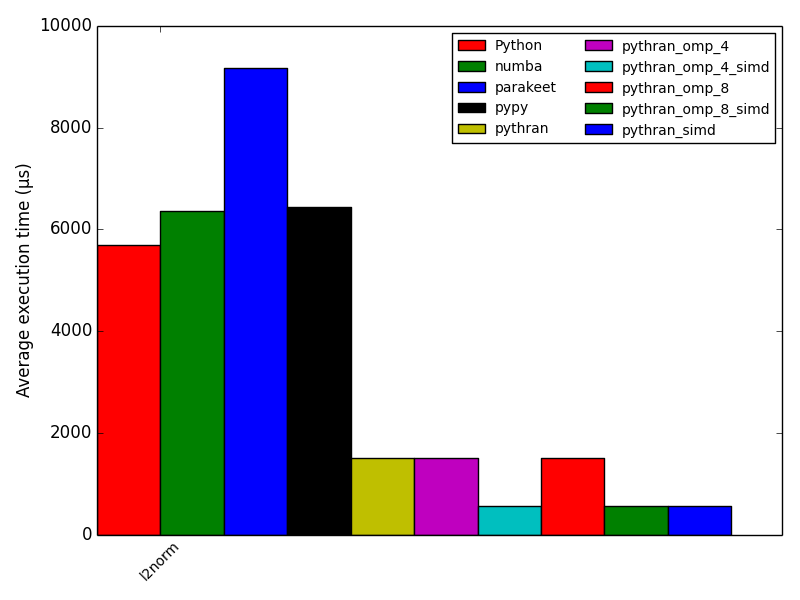 10000
8000
6000
4000
2000
0
Average execution time (µs)
l2norm
Python
numba
parakeet
pypy
pythran
pythran_omp_4
pythran_omp_4_simd
pythran_omp_8
pythran_omp_8_simd
pythran_simd